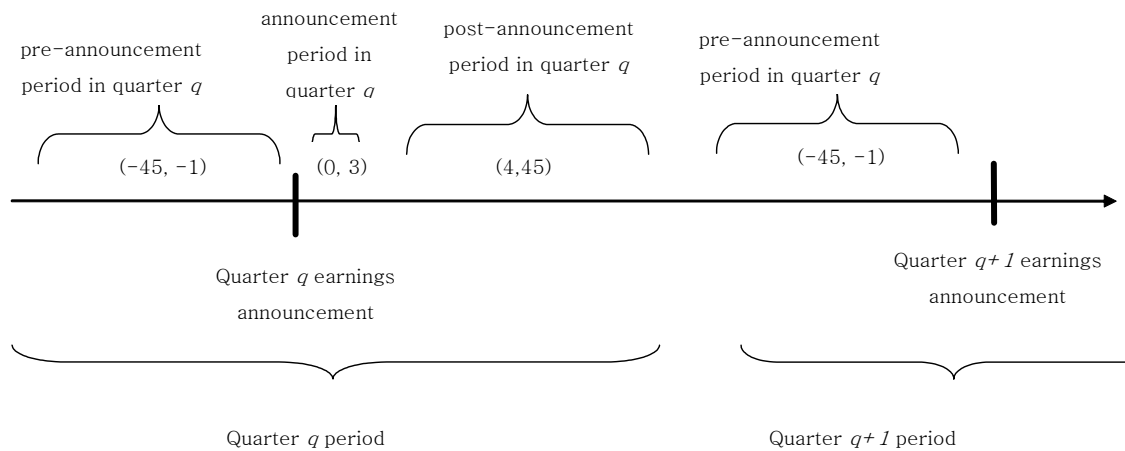 pre-announcement
period in quarter q
announcement
period in
quarter q
post-announcement
period in quarter q
pre-announcement
period in quarter q
(-45, -1)
(0, 3)
(4,45)
(-45, -1)
Quarter q earnings
announcement
Quarter q+1 earnings
announcement
Quarter q period
Quarter q+1 period